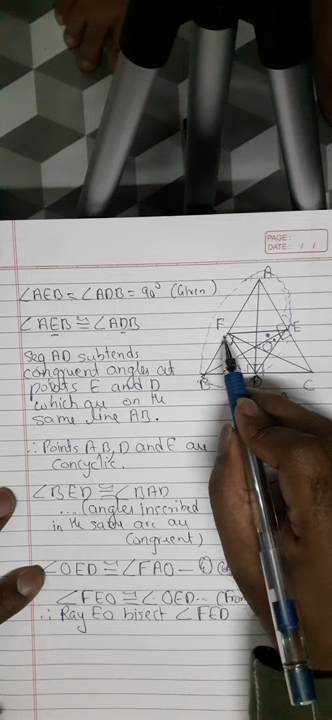 PAGE:
DATE: / /
∠AEB = ∠ADB = 90° (Given)
∠AEB ≅ ∠ADB
seg AD subtends
congruent angles at
points E and D
which are on the
same line AB.
∴ Points A, B, D and E are
concyclic.
∠BED ≅ ∠BAD
... (angles inscribed
in the same arc are
congruent)
∠OED ≅ ∠FAO —
∠FEO ≅ ∠OED .. (From
∴ Ray EO bisect ∠FED
A
F
E
B
D
C